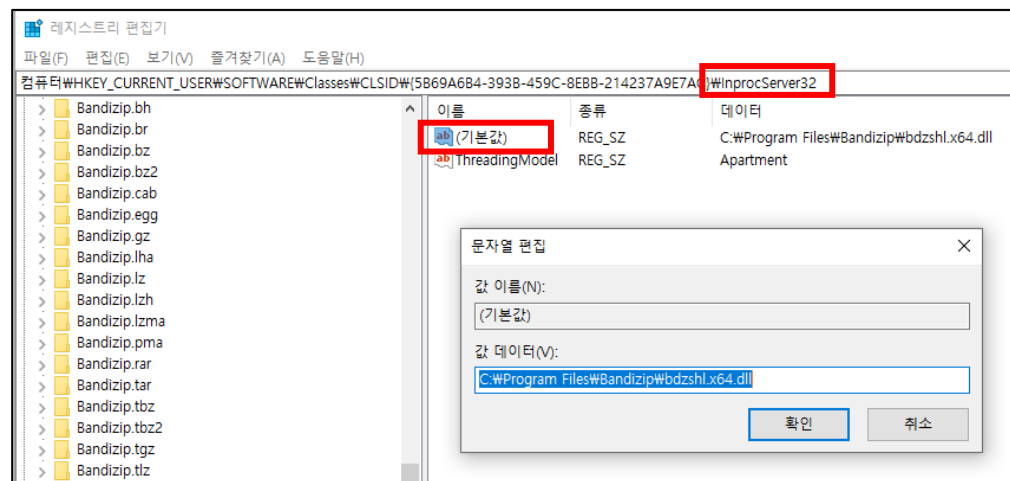 레지스트리 편집기
파일(F) 편집(E) 보기(V) 즐겨찾기(A) 도움말(H)
컴퓨터₩HKEY_CURRENT_USER₩SOFTWARE₩Classes₩CLSID₩{5B69A6B4-393B-459C-8EBB-214237A9E7AC}₩InprocServer32
Bandizip.bh
Bandizip.br
Bandizip.bz
Bandizip.bz2
Bandizip.cab
Bandizip.egg
Bandizip.gz
Bandizip.lha
Bandizip.lz
Bandizip.lzh
Bandizip.lzma
Bandizip.pma
Bandizip.rar
Bandizip.tar
Bandizip.tbz
Bandizip.tbz2
Bandizip.tgz
Bandizip.tlz
이름 종류 데이터
ab (기본값) REG_SZ C:₩Program Files₩Bandizip₩bdzshl.x64.dll
ab ThreadingModel REG_SZ Apartment
문자열 편집
값 이름(N):
(기본값)
값 데이터(V):
C:₩Program Files₩Bandizip₩bdzshl.x64.dll
확인 취소